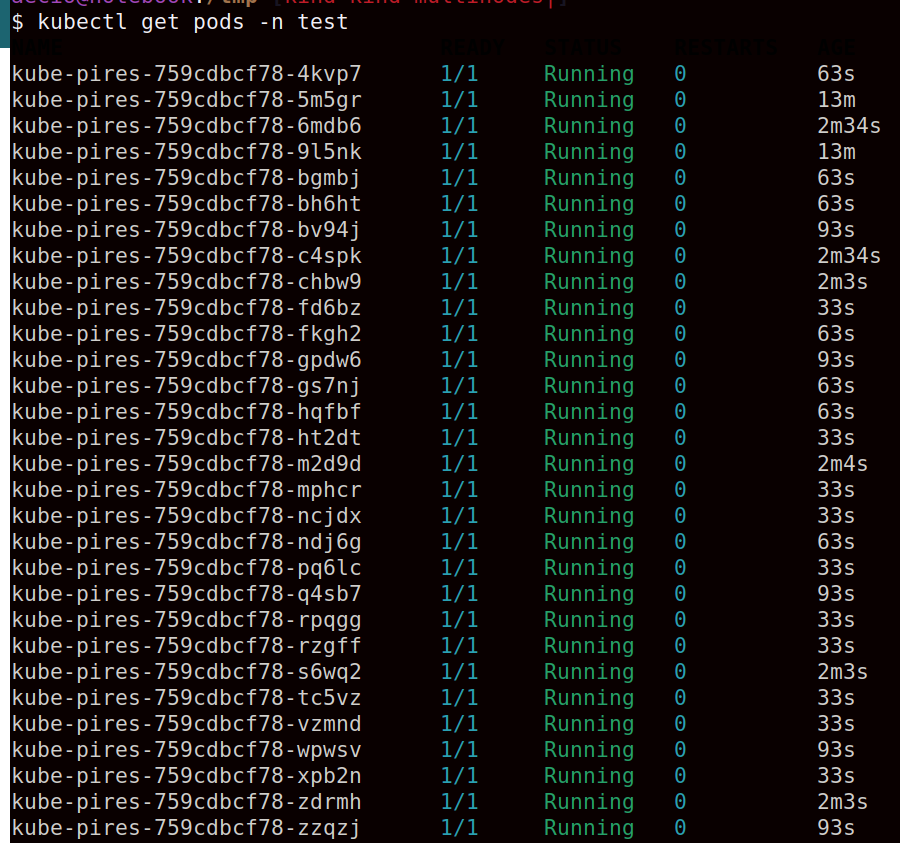 $ kubectl get pods -n test
NAME READY STATUS RESTARTS AGE
kube-pires-759cdbcf78-4kvp7 1/1 Running 0 63s
kube-pires-759cdbcf78-5m5gr 1/1 Running 0 13m
kube-pires-759cdbcf78-6mdb6 1/1 Running 0 2m34s
kube-pires-759cdbcf78-9l5nk 1/1 Running 0 13m
kube-pires-759cdbcf78-bgmbj 1/1 Running 0 63s
kube-pires-759cdbcf78-bh6ht 1/1 Running 0 63s
kube-pires-759cdbcf78-bv94j 1/1 Running 0 93s
kube-pires-759cdbcf78-c4spk 1/1 Running 0 2m34s
kube-pires-759cdbcf78-chbw9 1/1 Running 0 2m3s
kube-pires-759cdbcf78-fd6bz 1/1 Running 0 33s
kube-pires-759cdbcf78-fkgh2 1/1 Running 0 63s
kube-pires-759cdbcf78-gpdw6 1/1 Running 0 93s
kube-pires-759cdbcf78-gs7nj 1/1 Running 0 63s
kube-pires-759cdbcf78-hqfbf 1/1 Running 0 63s
kube-pires-759cdbcf78-ht2dt 1/1 Running 0 33s
kube-pires-759cdbcf78-m2d9d 1/1 Running 0 2m4s
kube-pires-759cdbcf78-mphcr 1/1 Running 0 33s
kube-pires-759cdbcf78-ncjdx 1/1 Running 0 33s
kube-pires-759cdbcf78-ndj6g 1/1 Running 0 63s
kube-pires-759cdbcf78-pq6lc 1/1 Running 0 33s
kube-pires-759cdbcf78-q4sb7 1/1 Running 0 93s
kube-pires-759cdbcf78-rpqgg 1/1 Running 0 33s
kube-pires-759cdbcf78-rzgff 1/1 Running 0 33s
kube-pires-759cdbcf78-s6wq2 1/1 Running 0 2m3s
kube-pires-759cdbcf78-tc5vz 1/1 Running 0 33s
kube-pires-759cdbcf78-vzmnd 1/1 Running 0 33s
kube-pires-759cdbcf78-wpwsv 1/1 Running 0 93s
kube-pires-759cdbcf78-xpb2n 1/1 Running 0 33s
kube-pires-759cdbcf78-zdrmh 1/1 Running 0 2m3s
kube-pires-759cdbcf78-zzqzj 1/1 Running 0 93s